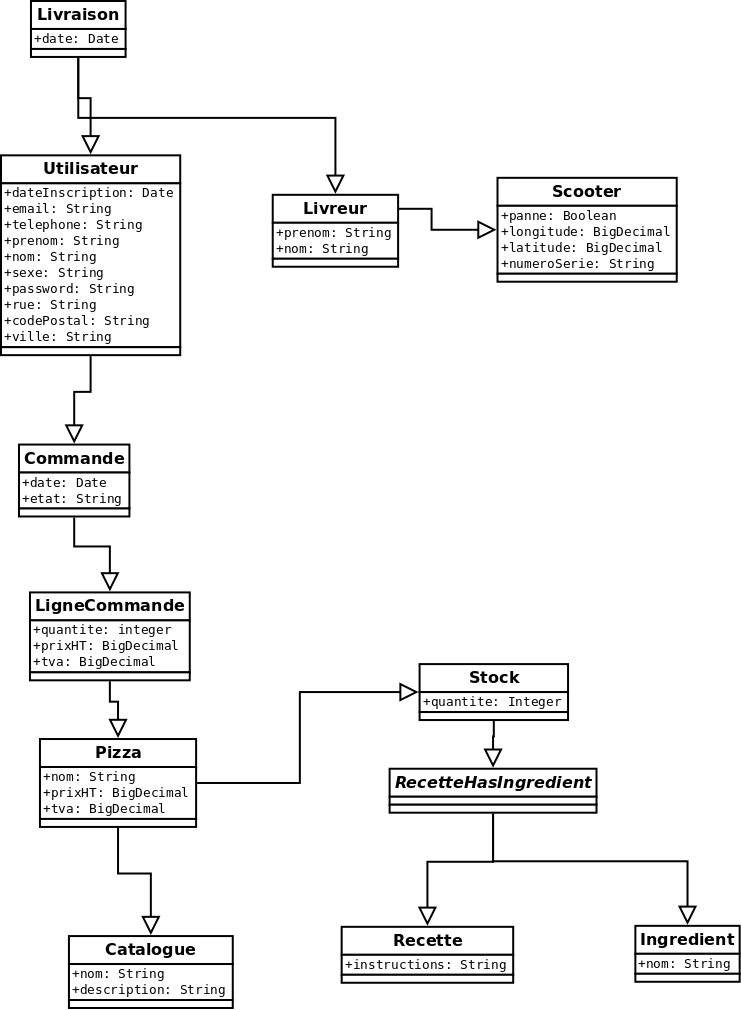 Livraison
+date: Date
Utilisateur
+dateInscription: Date
+email: String
+telephone: String
+prenom: String
+nom: String
+sexe: String
+password: String
+rue: String
+codePostal: String
+ville: String
Livreur
+prenom: String
+nom: String
Scooter
+panne: Boolean
+longitude: BigDecimal
+latitude: BigDecimal
+numeroSerie: String
Commande
+date: Date
+etat: String
LigneCommande
+quantite: integer
+prixHT: BigDecimal
+tva: BigDecimal
Stock
+quantite: Integer
Pizza
+nom: String
+prixHT: BigDecimal
+tva: BigDecimal
RecetteHasIngredient
Catalogue
+nom: String
+description: String
Recette
+instructions: String
Ingredient
+nom: String